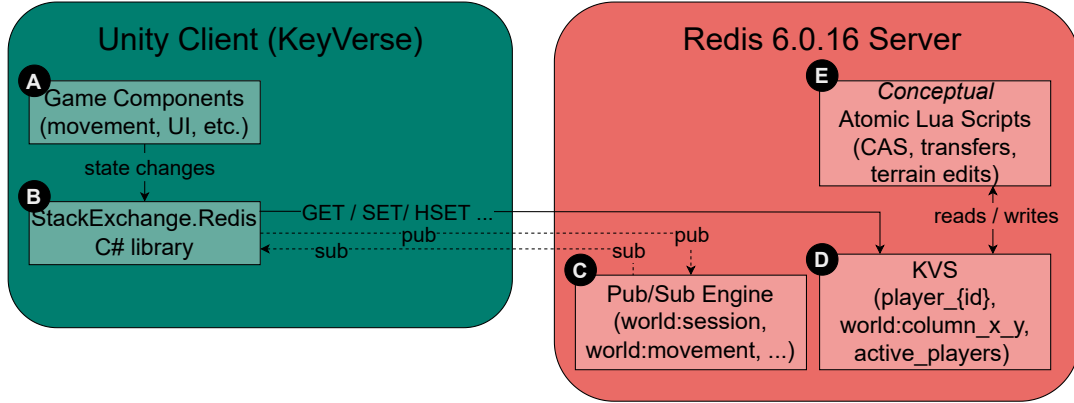 Unity Client (KeyVerse)
A
Game Components
(movement, UI, etc.)
state changes
B
StackExchange.Redis
C# library
GET / SET/ HSET ...
pub
sub
pub
sub
Redis 6.0.16 Server
E
Conceptual
Atomic Lua Scripts
(CAS, transfers,
terrain edits)
reads / writes
C
Pub/Sub Engine
(world:session,
world:movement, ...)
D
KVS
(player_{id},
world:column_x_y,
active_players)